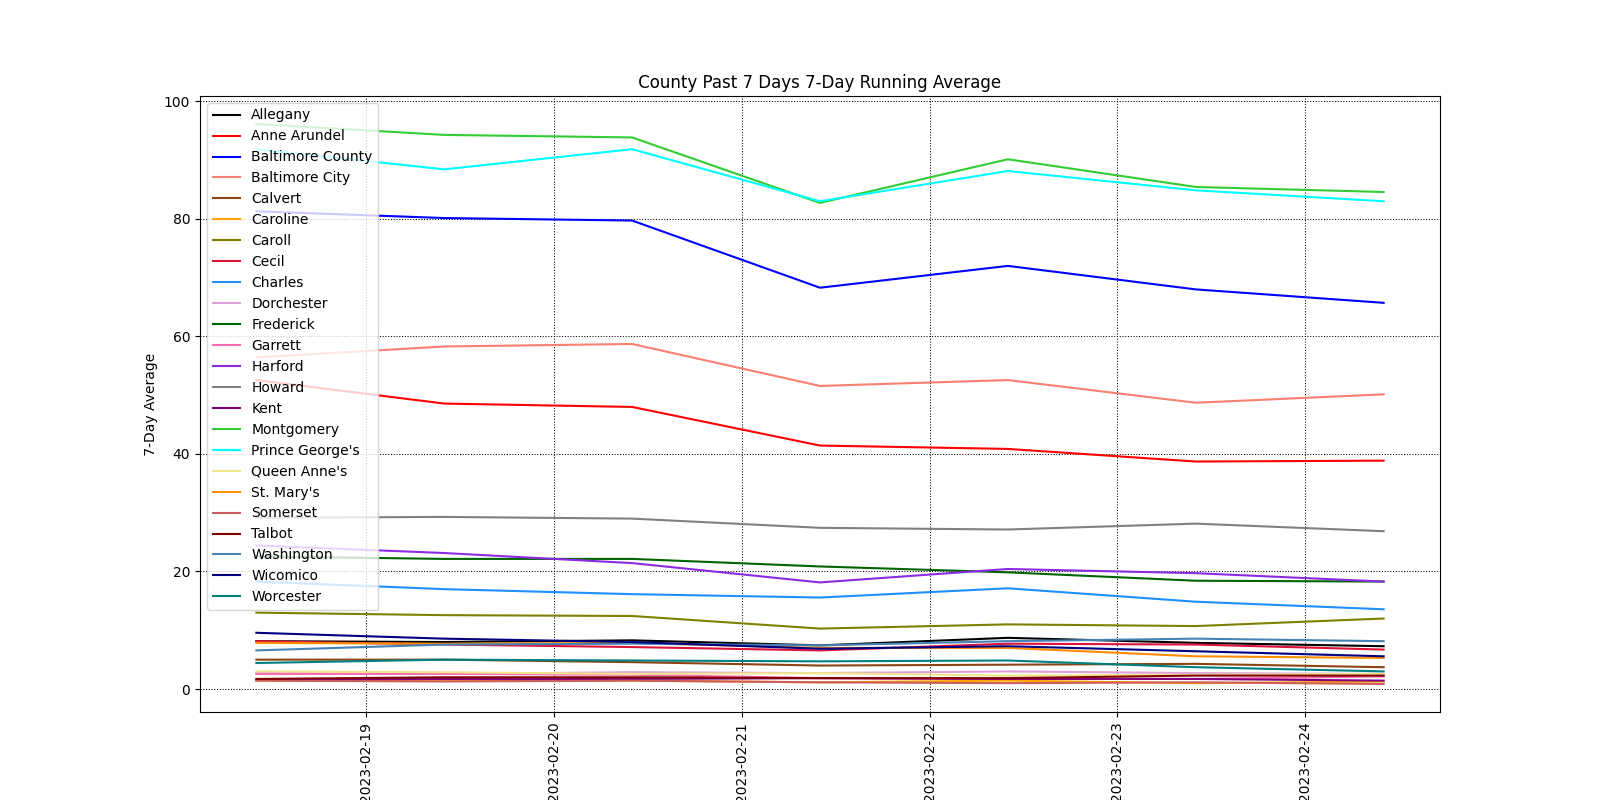 County Past 7 Days 7-Day Running Average
100
80
60
40
20
0
7-Day Average
Allegany
Anne Arundel
Baltimore County
Baltimore City
Calvert
Caroline
Caroll
Cecil
Charles
Dorchester
Frederick
Garrett
Harford
Howard
Kent
Montgomery
Prince George's
Queen Anne's
St. Mary's
Somerset
Talbot
Washington
Wicomico
Worcester
2023-02-19
2023-02-20
2023-02-21
2023-02-22
2023-02-23
2023-02-24